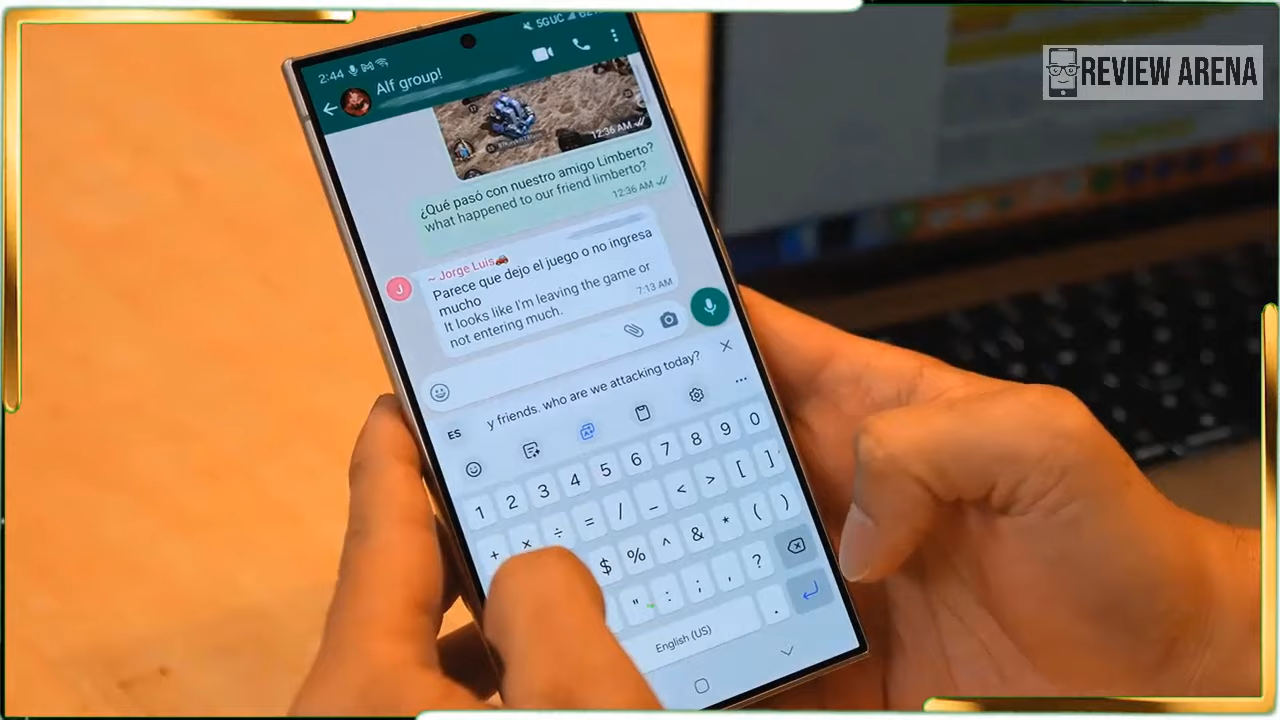 REVIEW ARENA
2:44
5GUC
Alf group!
12:36 AM
¿Qué pasó con nuestro amigo Limberto?
what happened to our friend limberto?
12:36 AM
~ Jorge Luis
J
Parece que dejo el juego o no ingresa
mucho
It looks like I'm leaving the game or
not entering much.
7:13 AM
ES
y friends. who are we attacking today?
1 2 3 4 5 6 7 8 9 0
+ × ÷ = / _ < > [ ]
$ % ^ & * ( )
" : ; , ?
English (US)
.